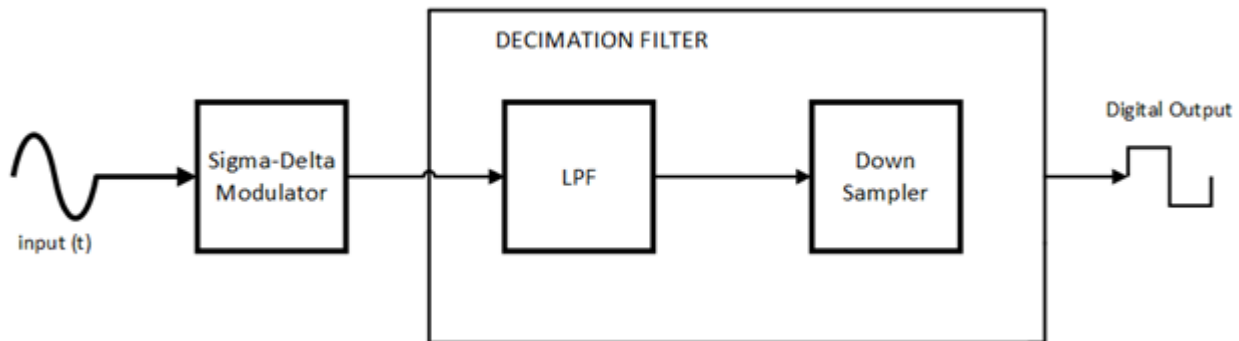 DECIMATION FILTER
Digital Output
Sigma-Delta
Modulator
LPF
Down
Sampler
input (t)